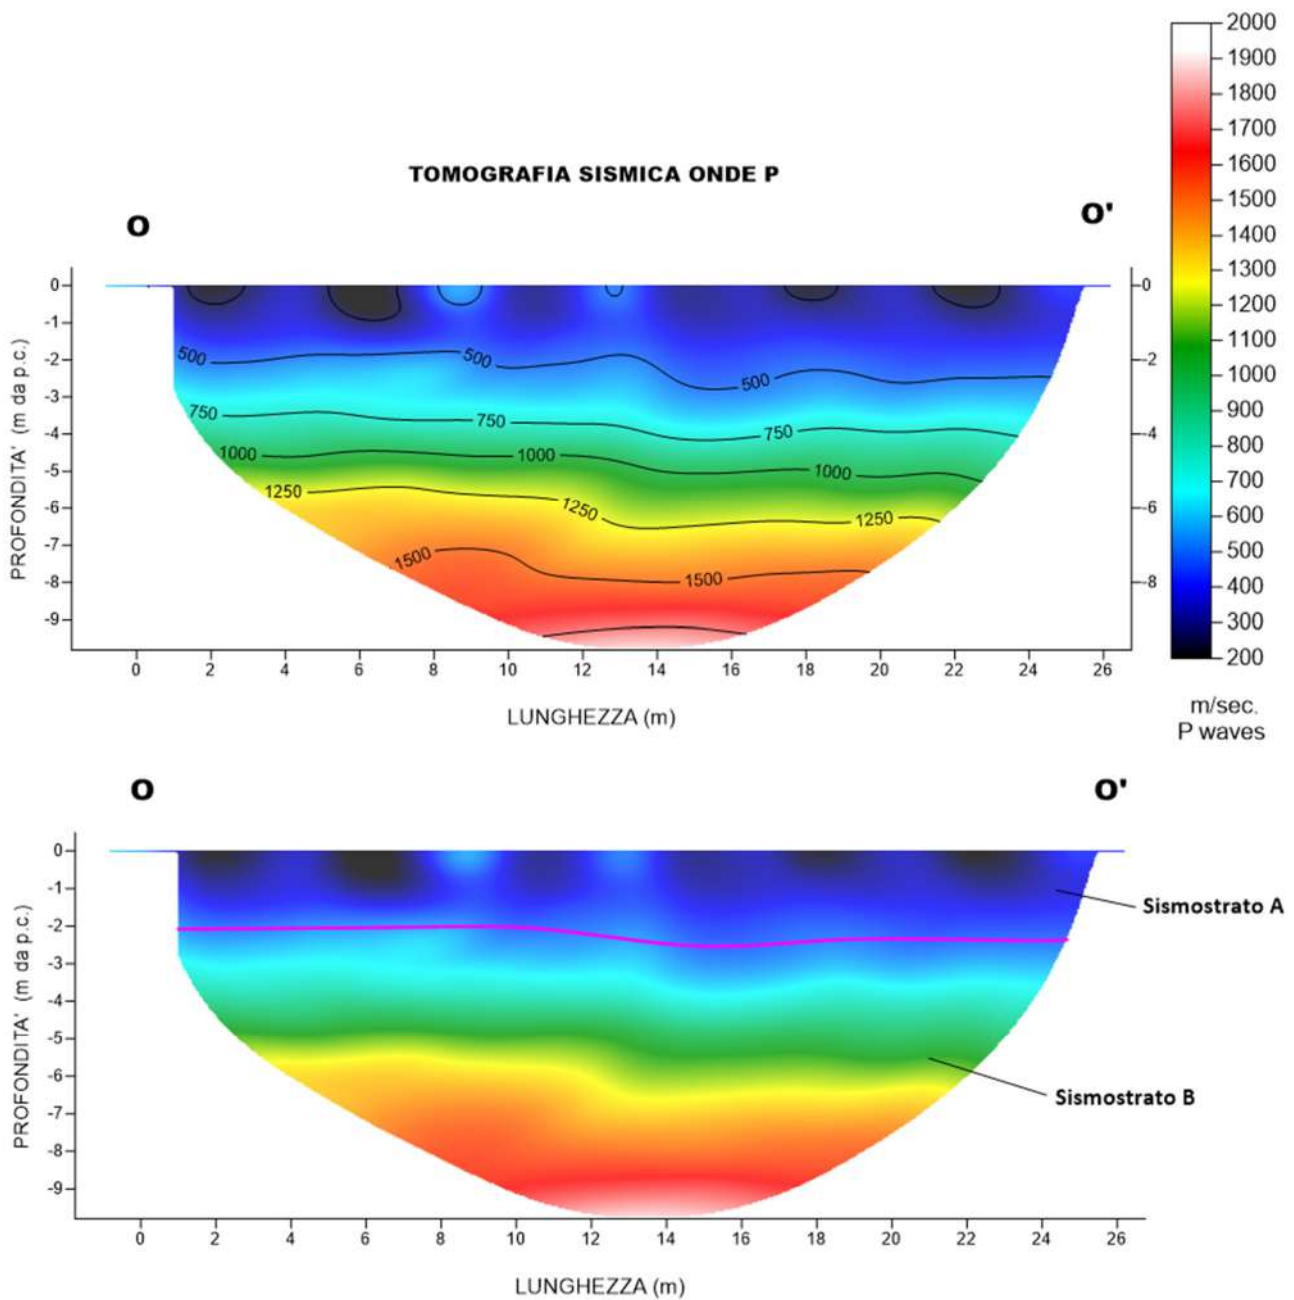 2000
1900
1800
1700
1600
1500
1400
1300
1200
1100
1000
900
800
700
600
500
400
300
200
m/sec.
P waves
TOMOGRAFIA SISMICA ONDE P
O O'
PROFONDITA' (m da p.c.)
0 0
-1
-2 500 500 500 -2
-3
-4 750 750 750 -4
-5 1000 1000 1000
-6 1250 1250 1250 -6
-7
-8 1500 1500 -8
-9
0 2 4 6 8 10 12 14 16 18 20 22 24 26
LUNGHEZZA (m)
O O'
PROFONDITA' (m da p.c.)
0
-1
Sismostrato A
-2
-3
-4
-5
-6
Sismostrato B
-7
-8
-9
0 2 4 6 8 10 12 14 16 18 20 22 24 26
LUNGHEZZA (m)